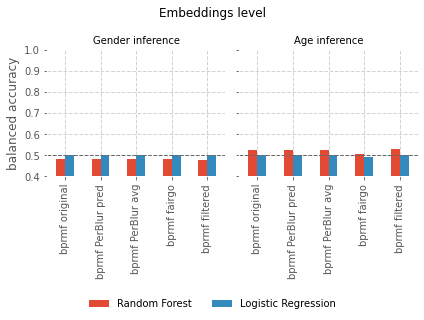 Embeddings level
Gender inference
Age inference
balanced accuracy
1.0
0.9
0.8
0.7
0.6
0.5
0.4
bprmf original
bprmf PerBlur pred
bprmf PerBlur avg
bprmf fairgo
bprmf filtered
bprmf original
bprmf PerBlur pred
bprmf PerBlur avg
bprmf fairgo
bprmf filtered
Random Forest
Logistic Regression